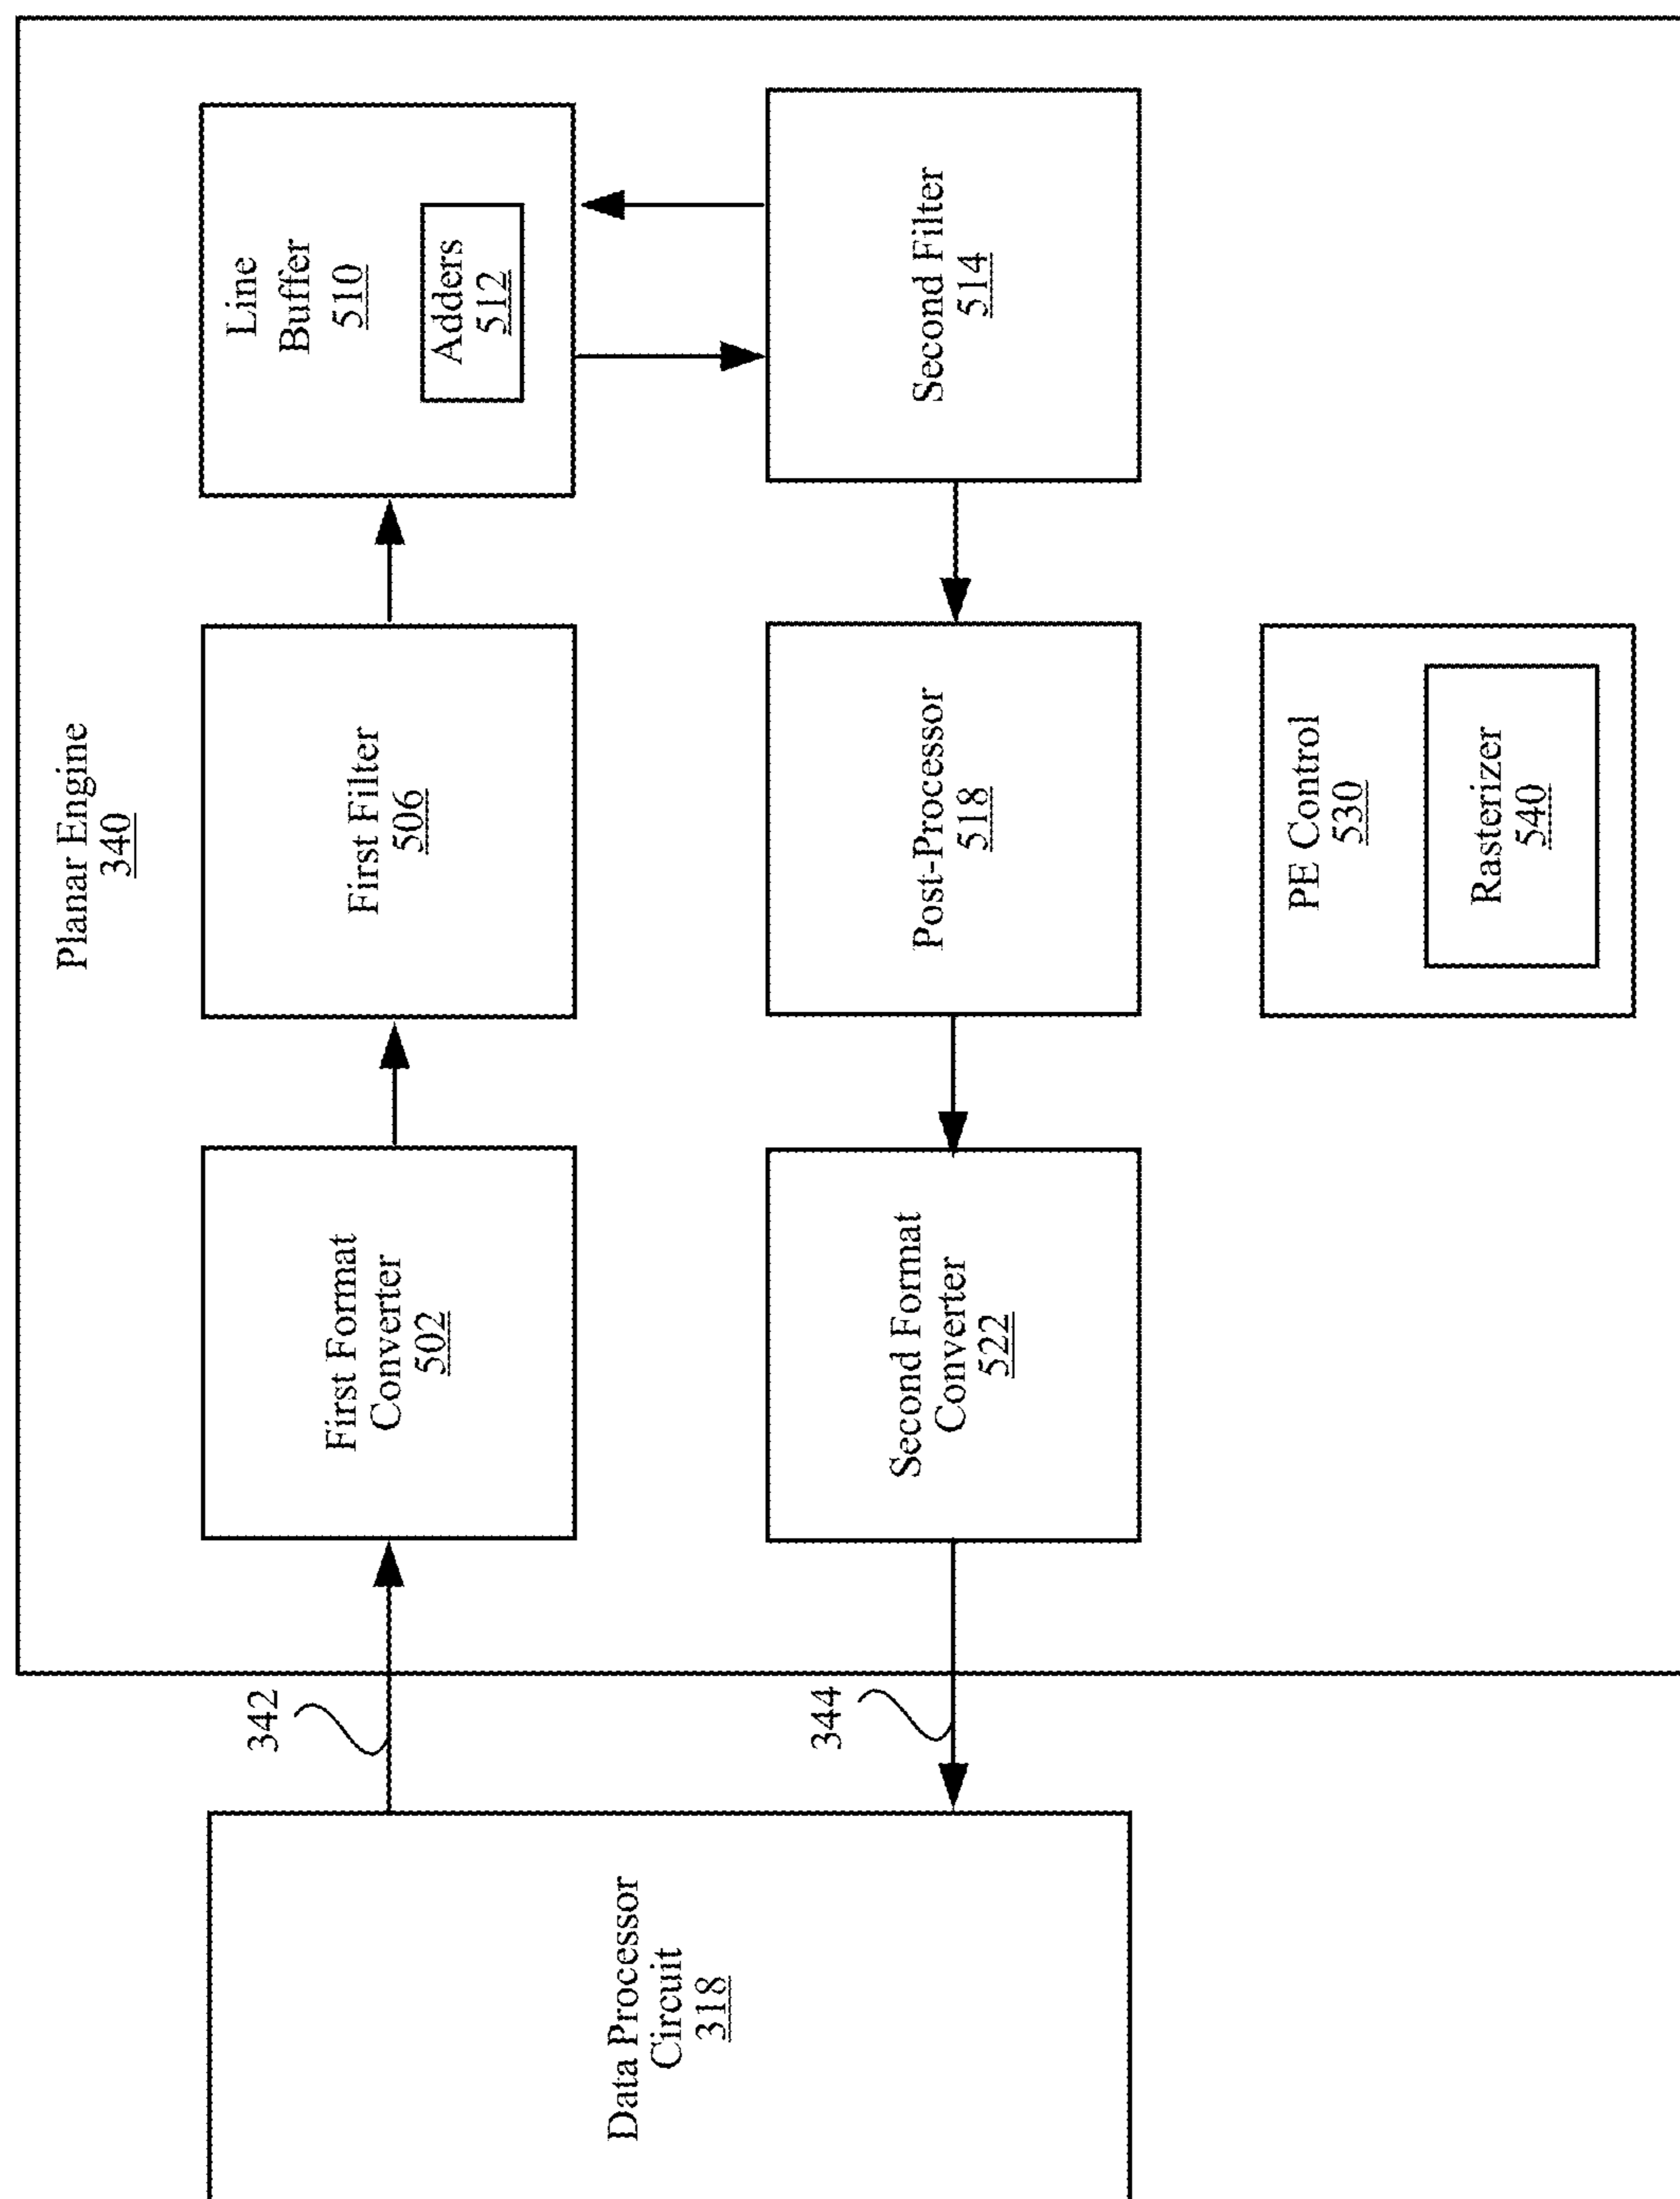 Planar Engine
340
First Format
Converter
502
First Filter
506
Line
Buffer
510
Adders
512
Second Format
Converter
522
Post-Processor
518
Second Filter
514
PE Control
530
Rasterizer
540
342
344
Data Processor
Circuit
318